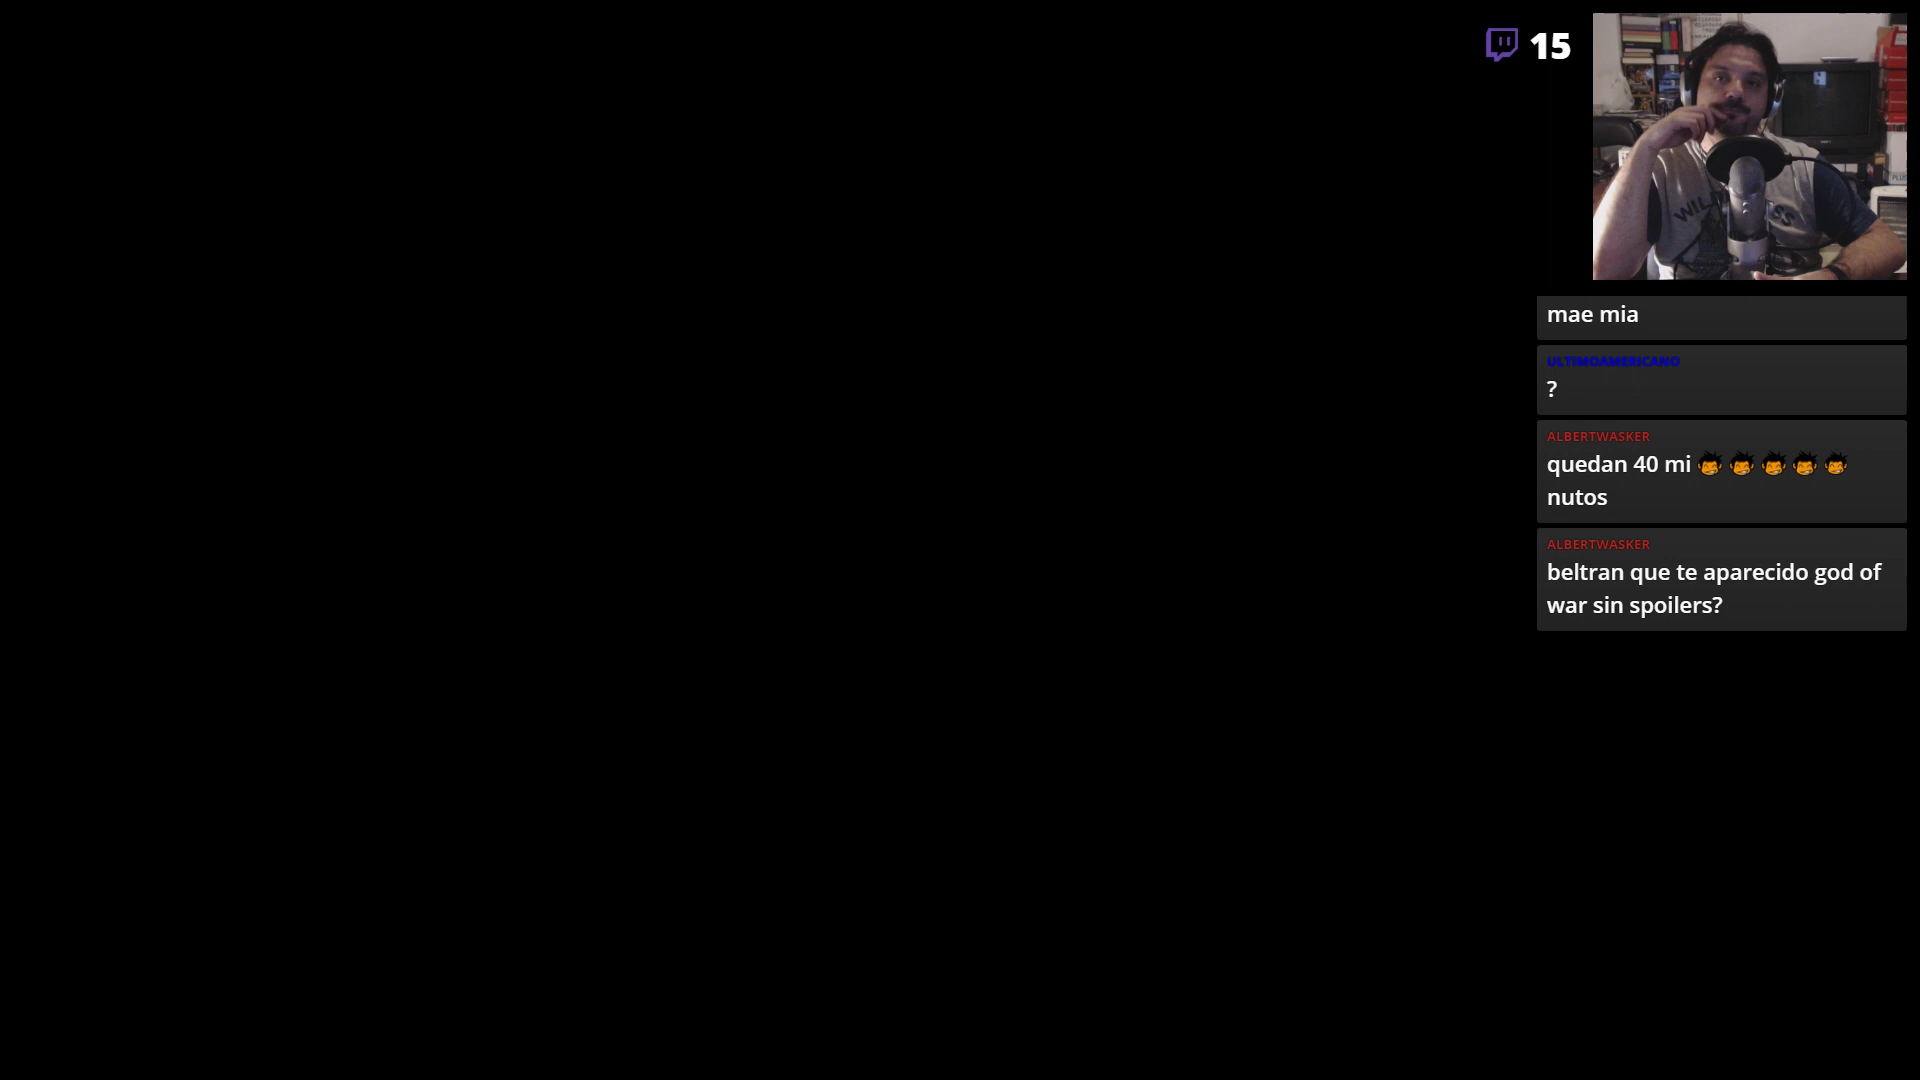 15
mae mia
ULTIMOAMERICANO
?
ALBERTWASKER
quedan 40 mi
nutos
ALBERTWASKER
beltran que te aparecido god of
war sin spoilers?